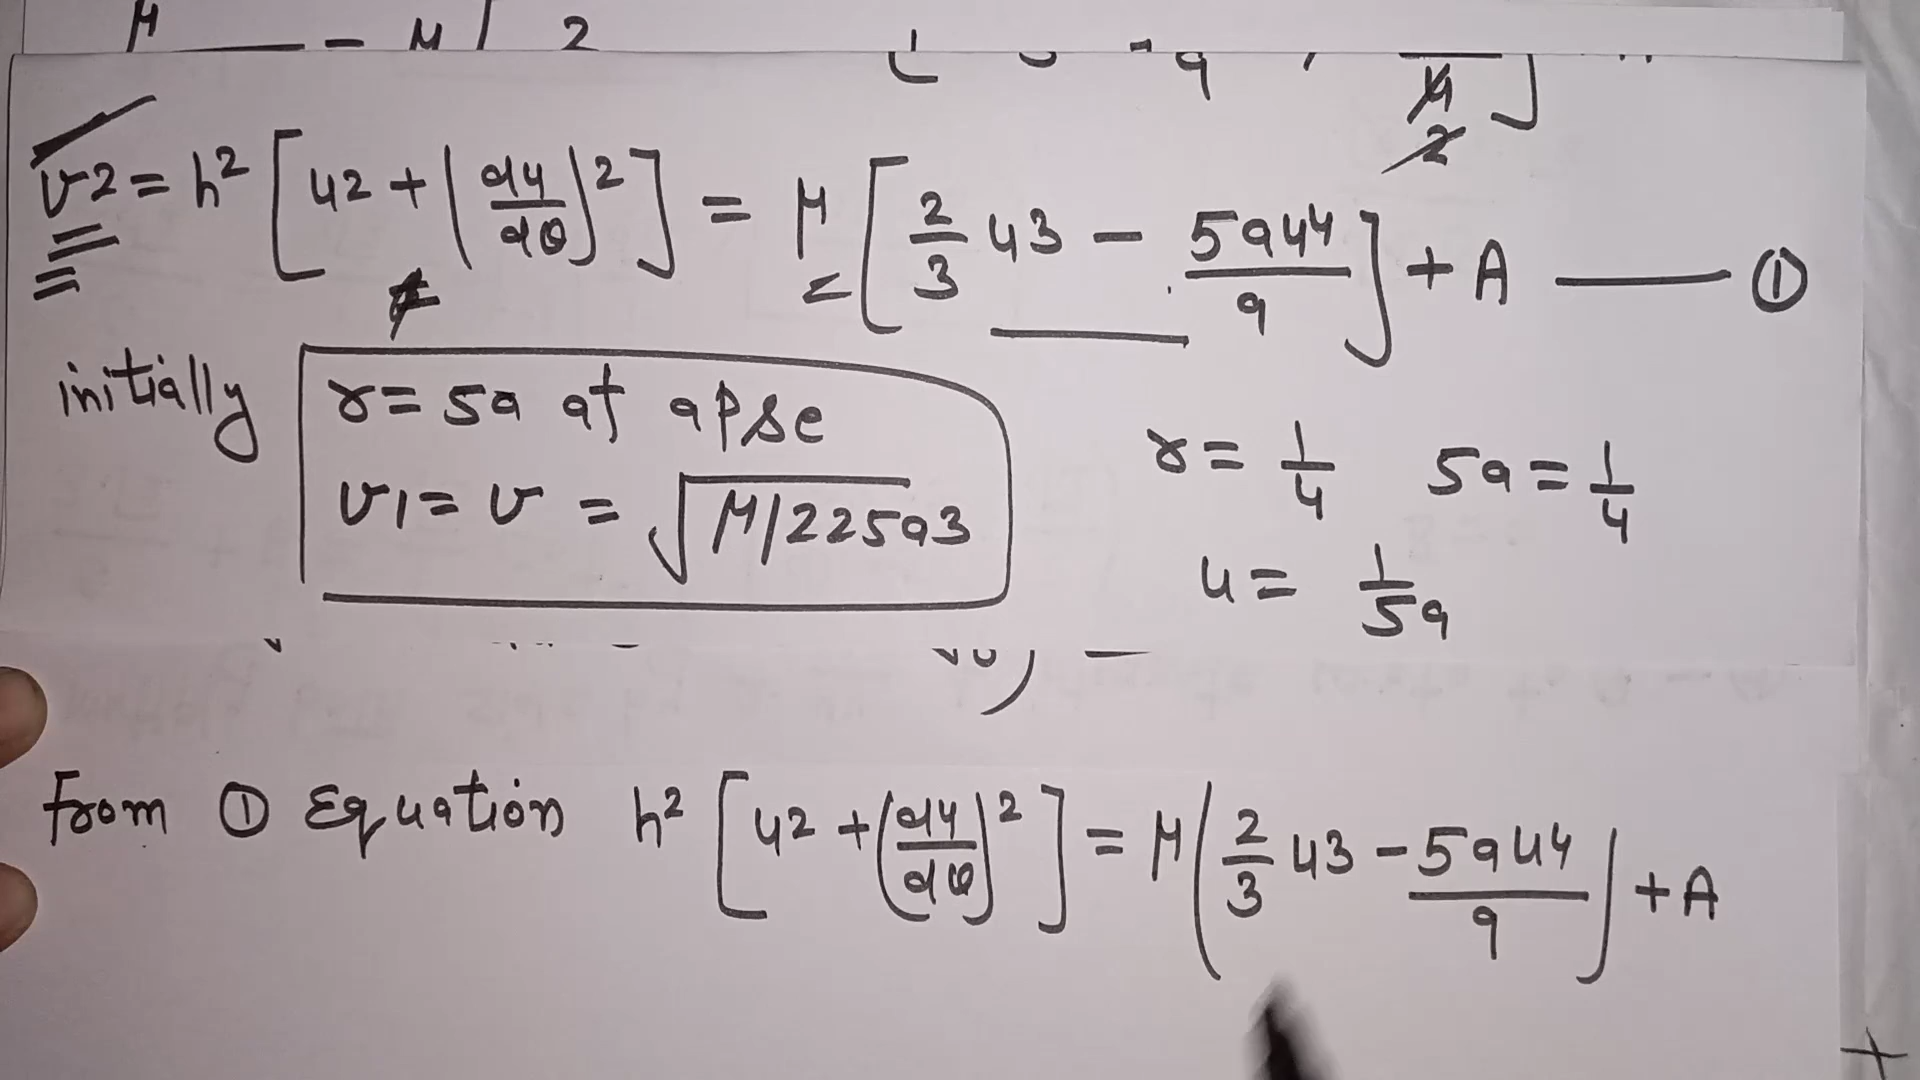 v2 = h2 [ u2 + ( du/dθ )2 ] = μ [ 2/3 u3 − 5au4/9 ] + A —— ①
initially r = 5a at apse
v1 = v = √μ/225a3
r = 1/u 5a = 1/u
u = 1/5a
from ① Equation h2 [ u2 + ( du/dθ )2 ] = μ ( 2/3 u3 − 5au4/9 ) + A